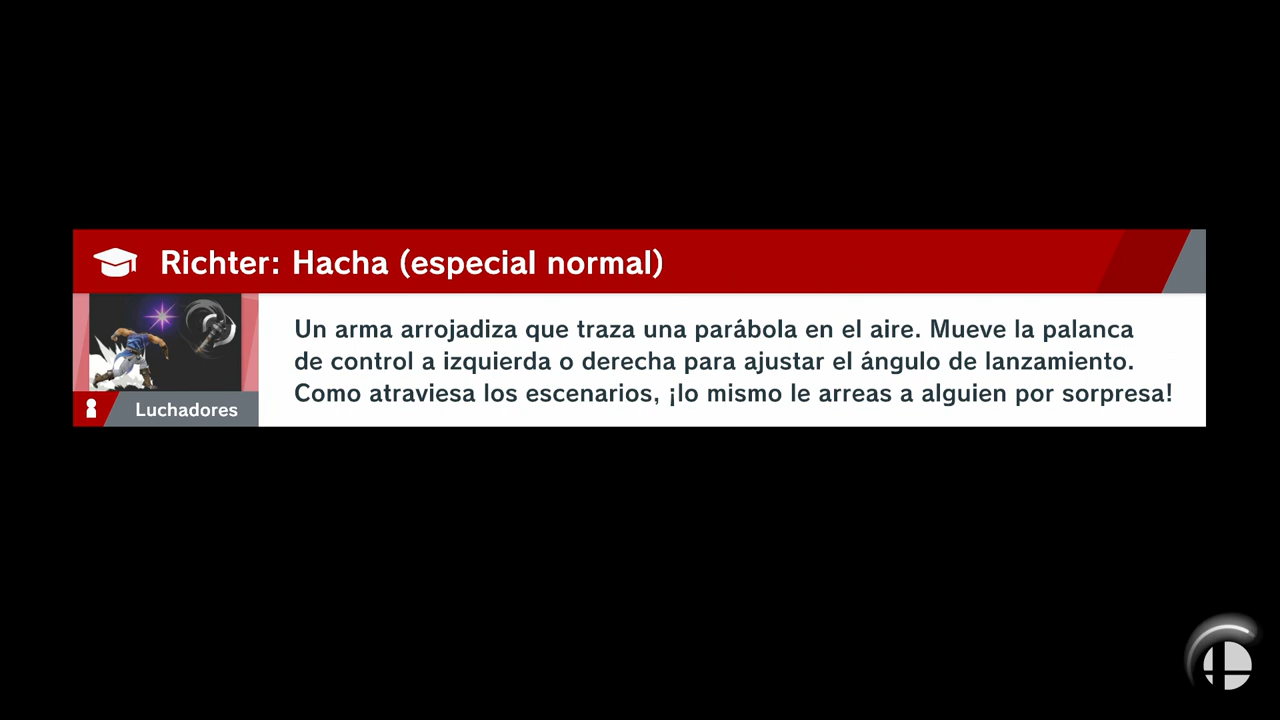 Richter: Hacha (especial normal)
Un arma arrojadiza que traza una parábola en el aire. Mueve la palanca
de control a izquierda o derecha para ajustar el ángulo de lanzamiento.
Como atraviesa los escenarios, ¡lo mismo le arreas a alguien por sorpresa!
Luchadores